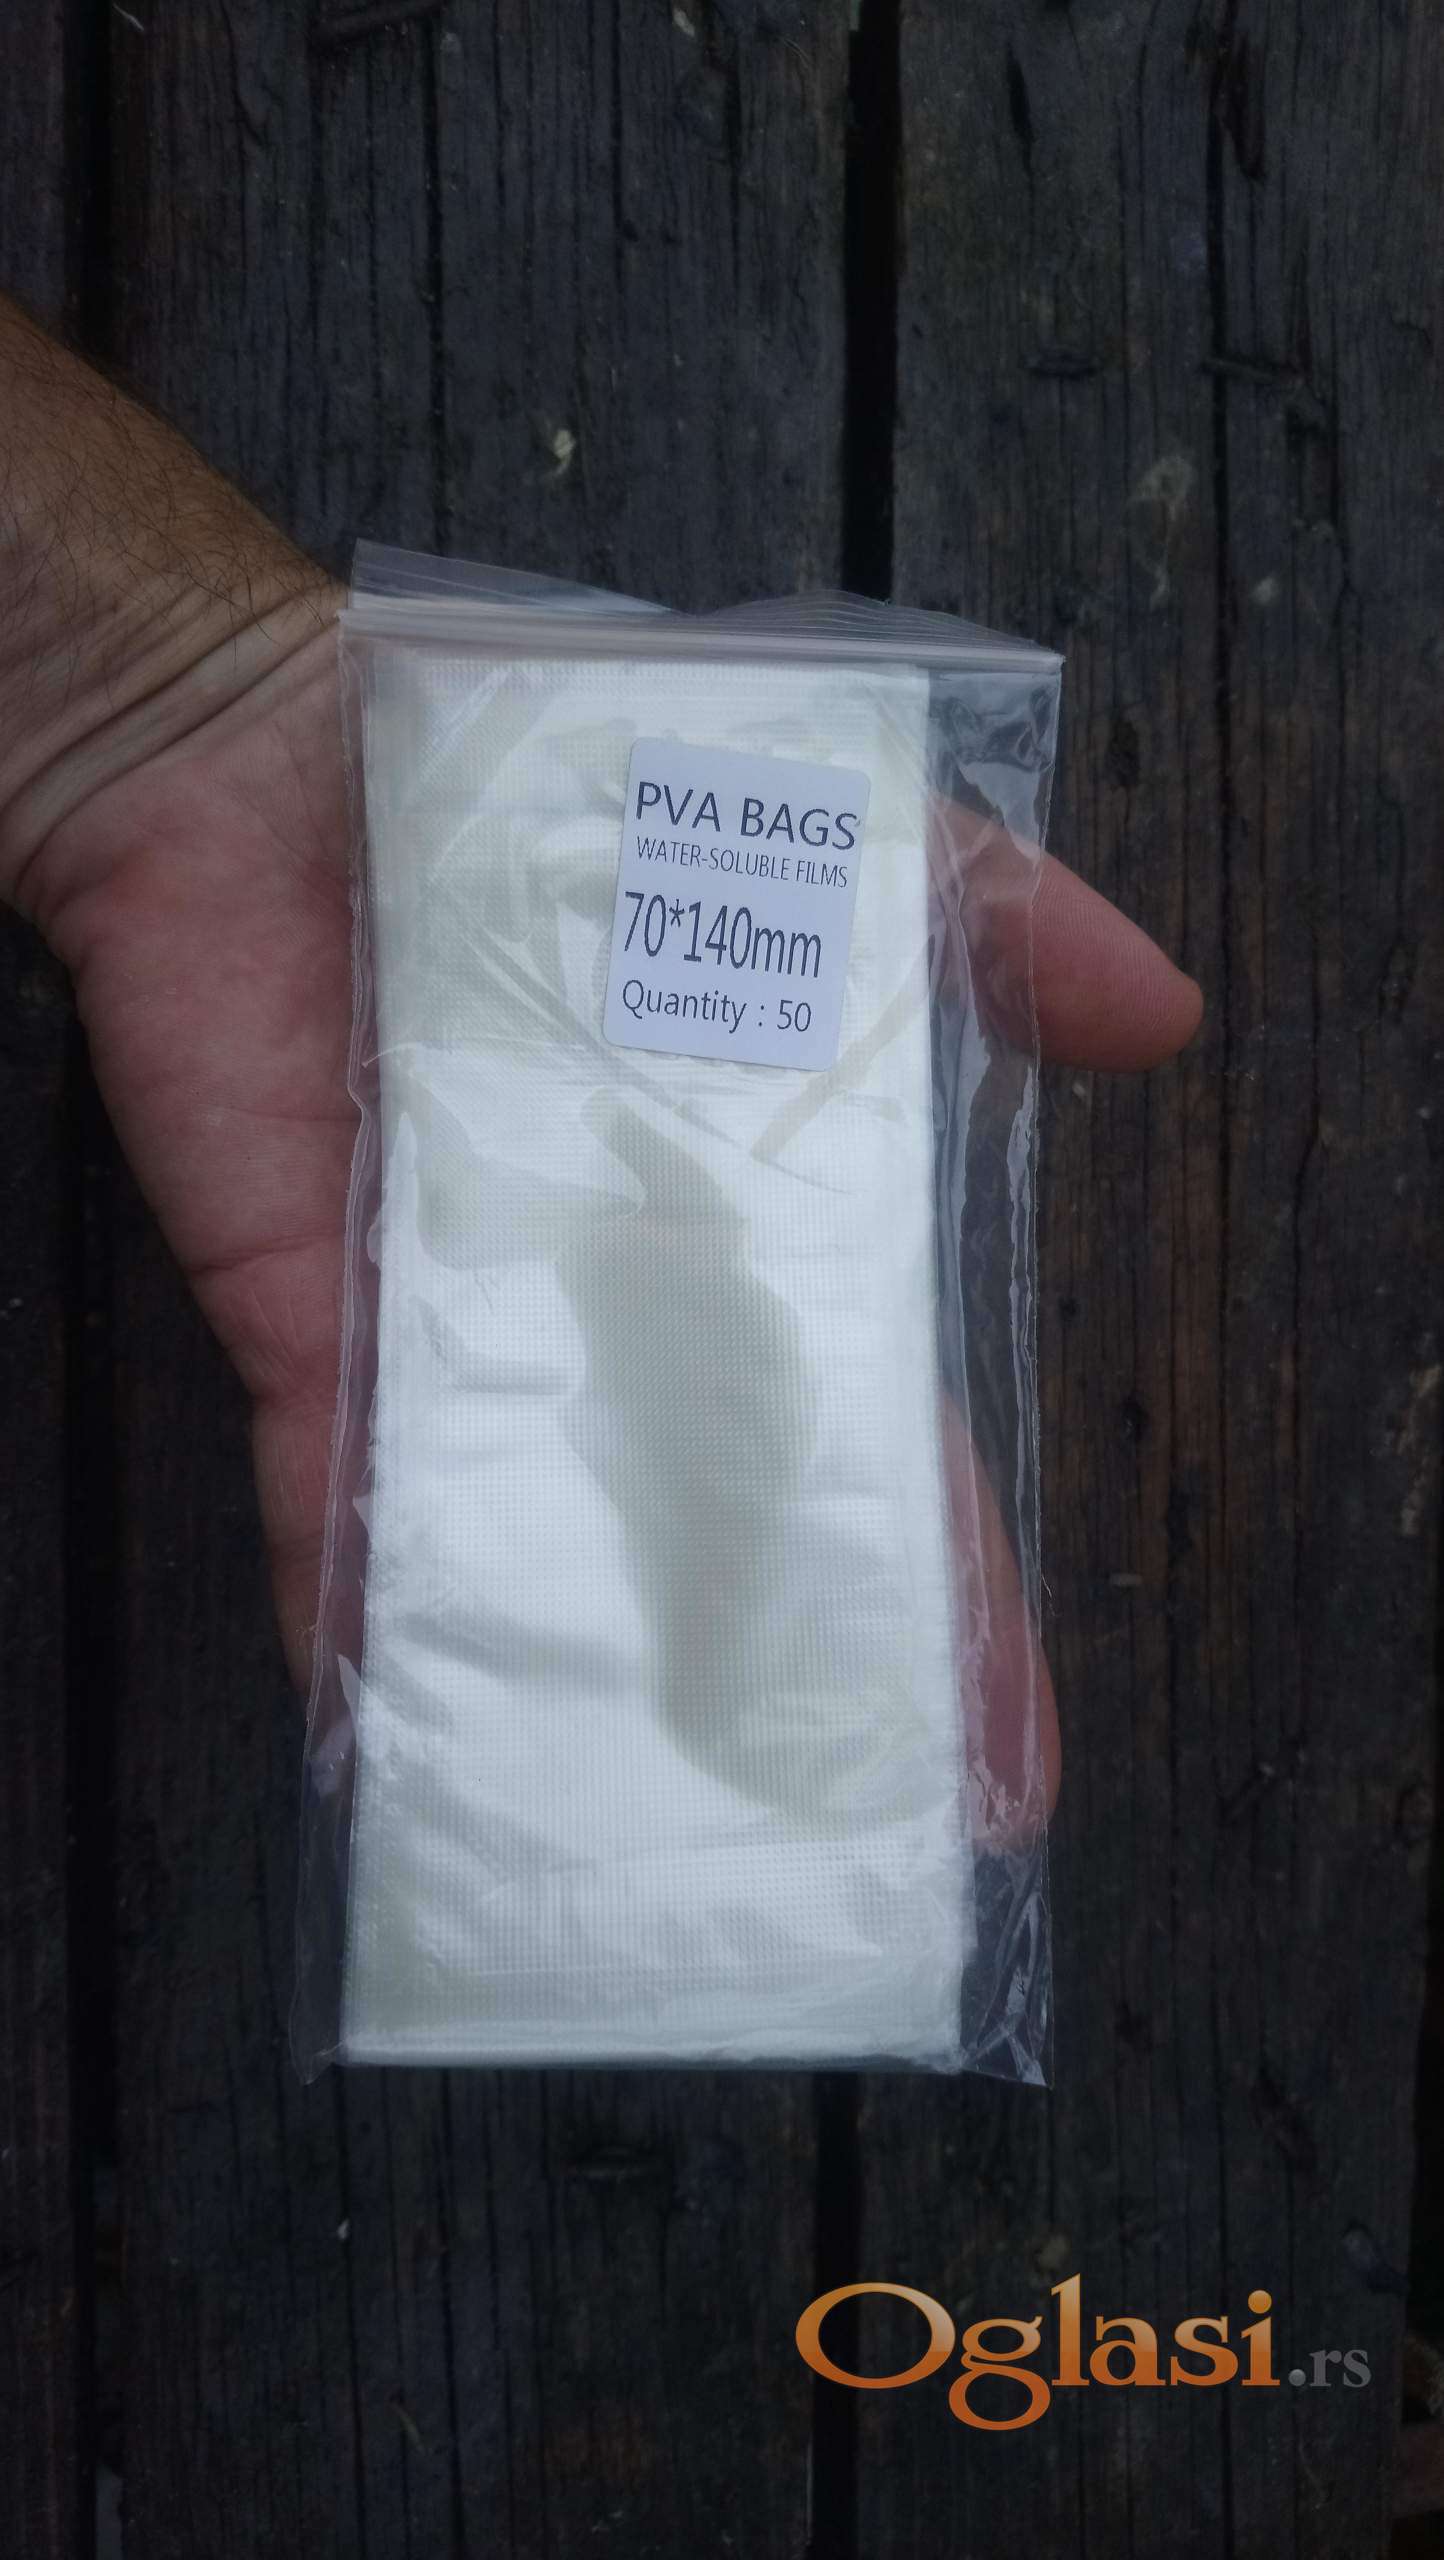 PVA BAGS
WATER-SOLUBLE FILMS
70*140mm
Quantity : 50
Oglasi.rs